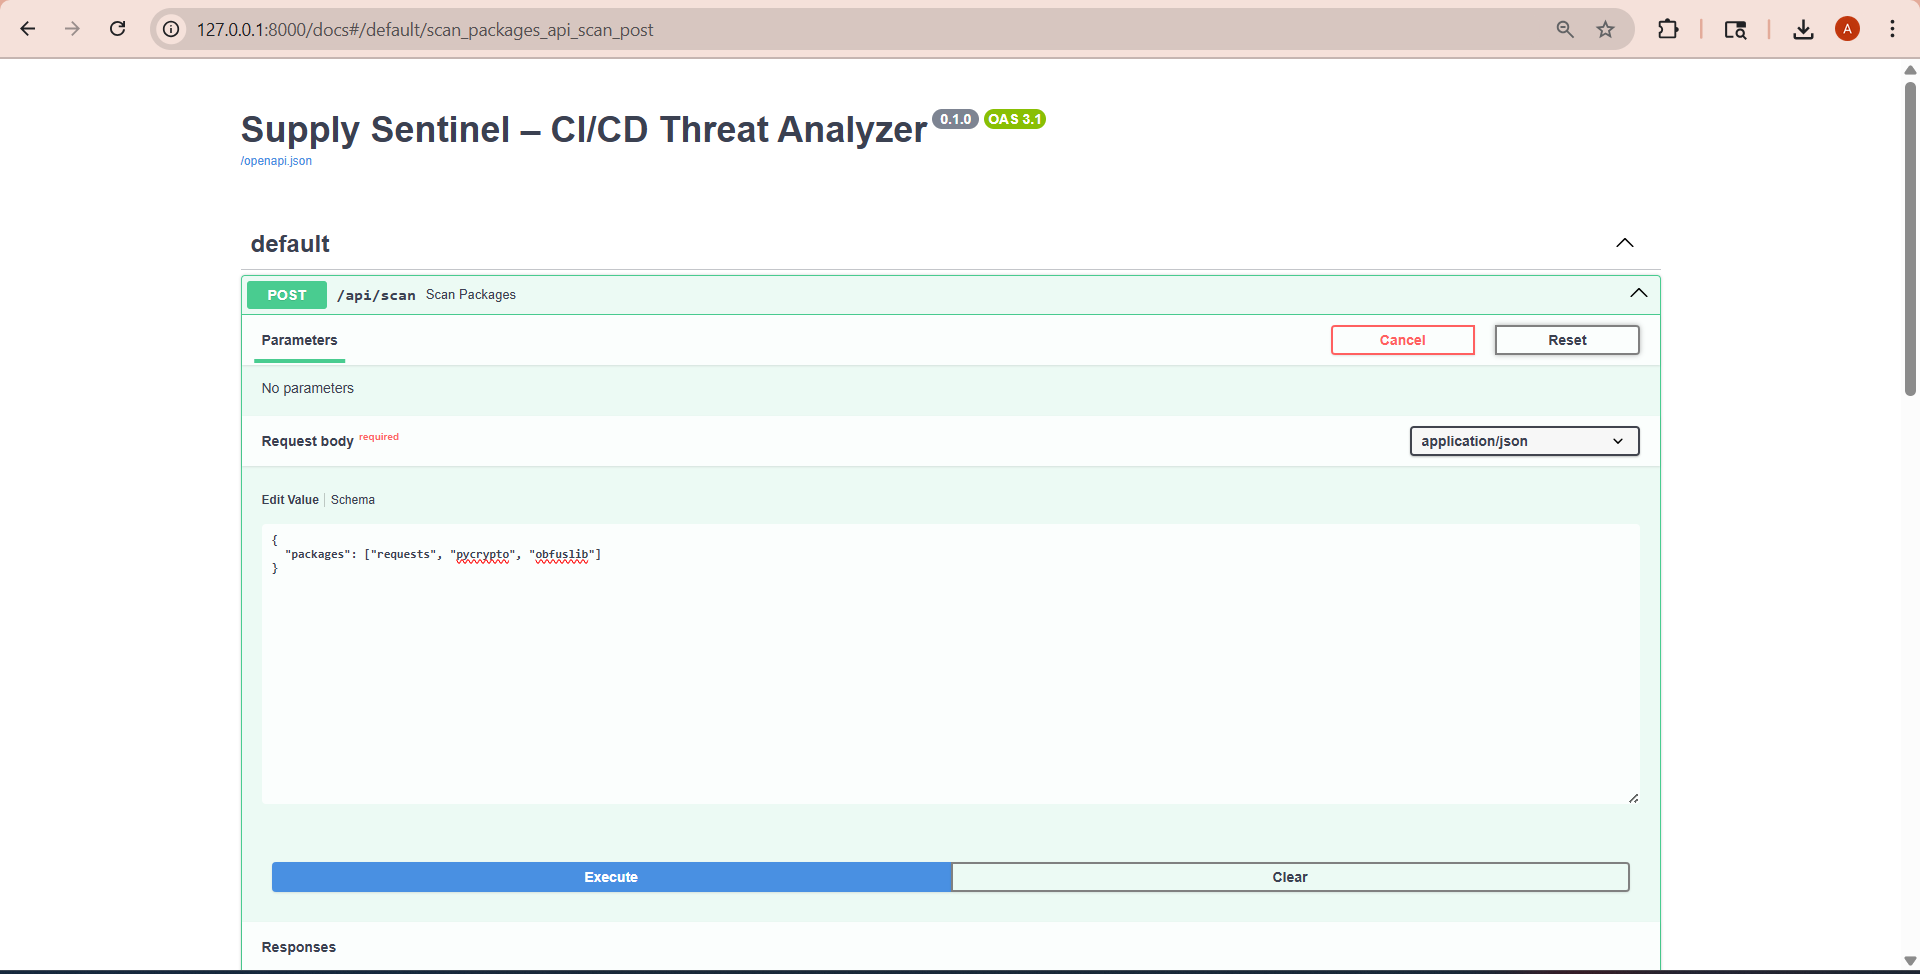 127.0.0.1:8000/docs#/default/scan_packages_api_scan_post
A
Supply Sentinel – CI/CD Threat Analyzer 0.1.0 OAS 3.1
/openapi.json
default
POST /api/scan Scan Packages
Parameters
Cancel
Reset
No parameters
Request body required
application/json
Edit Value | Schema
{
  "packages": ["requests", "pycrypto", "obfuslib"]
}
Execute
Clear
Responses